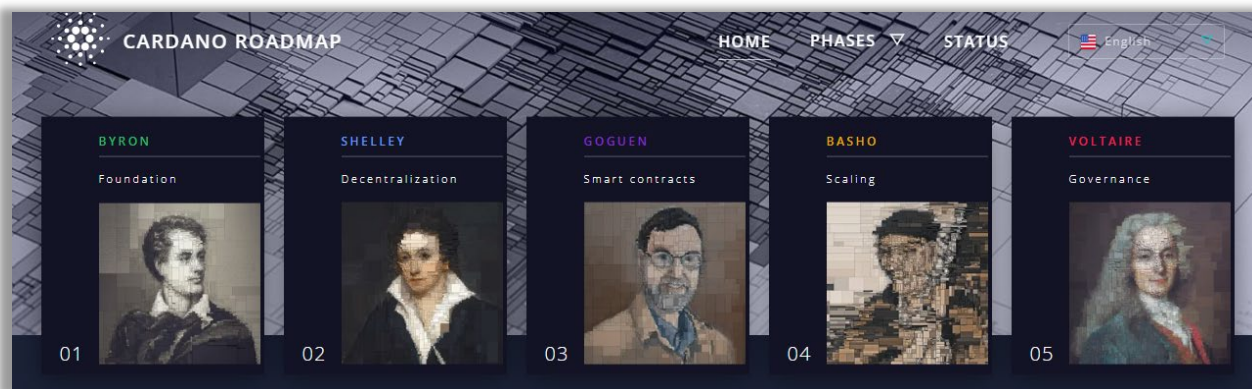 CARDANO ROADMAP
HOME PHASES STATUS
English
BYRON
Foundation
01
SHELLEY
Decentralization
02
GOGUEN
Smart contracts
03
BASHO
Scaling
04
VOLTAIRE
Governance
05